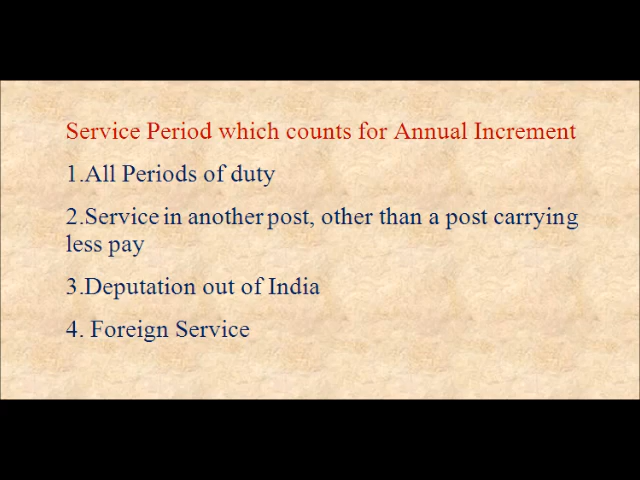 Service Period which counts for Annual Increment
1.All Periods of duty
2.Service in another post, other than a post carrying
less pay
3.Deputation out of India
4. Foreign Service